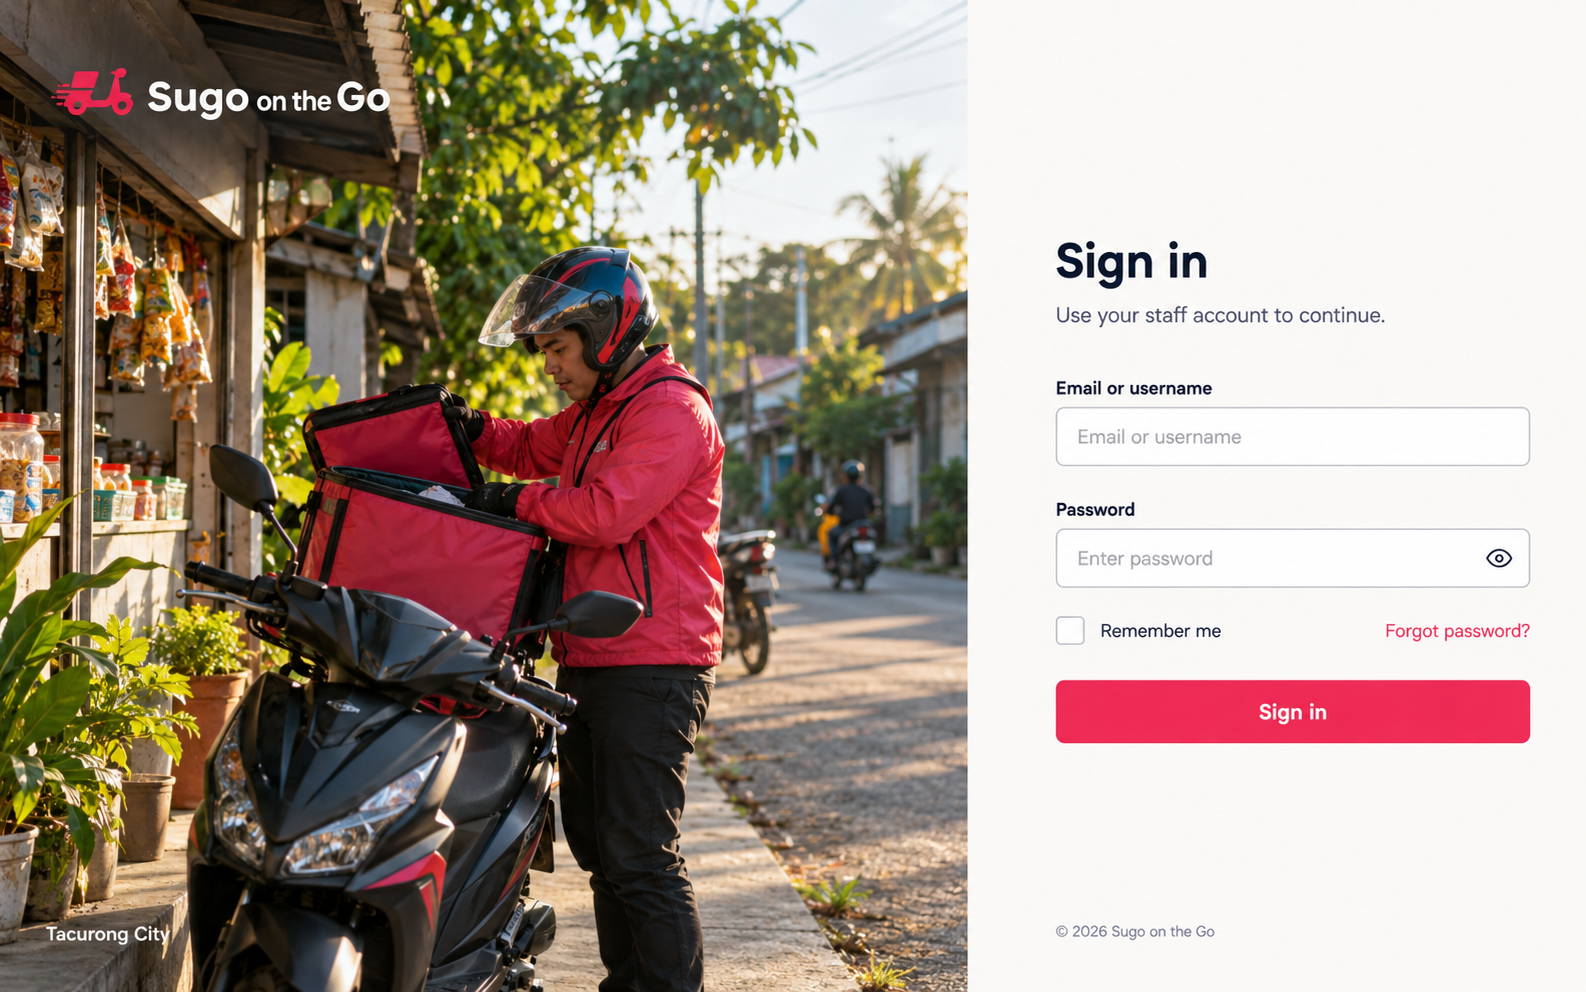 Sugo on the Go
Tacurong City
Sign in
Use your staff account to continue.
Email or username
Email or username
Password
Enter password
Remember me
Forgot password?
Sign in
© 2026 Sugo on the Go